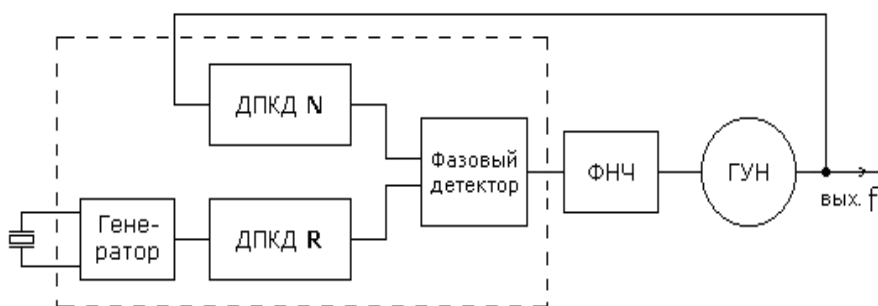 ДПКД N
Фазовый
детектор
ФНЧ
ГУН
вых. f
Гене-
ратор
ДПКД R